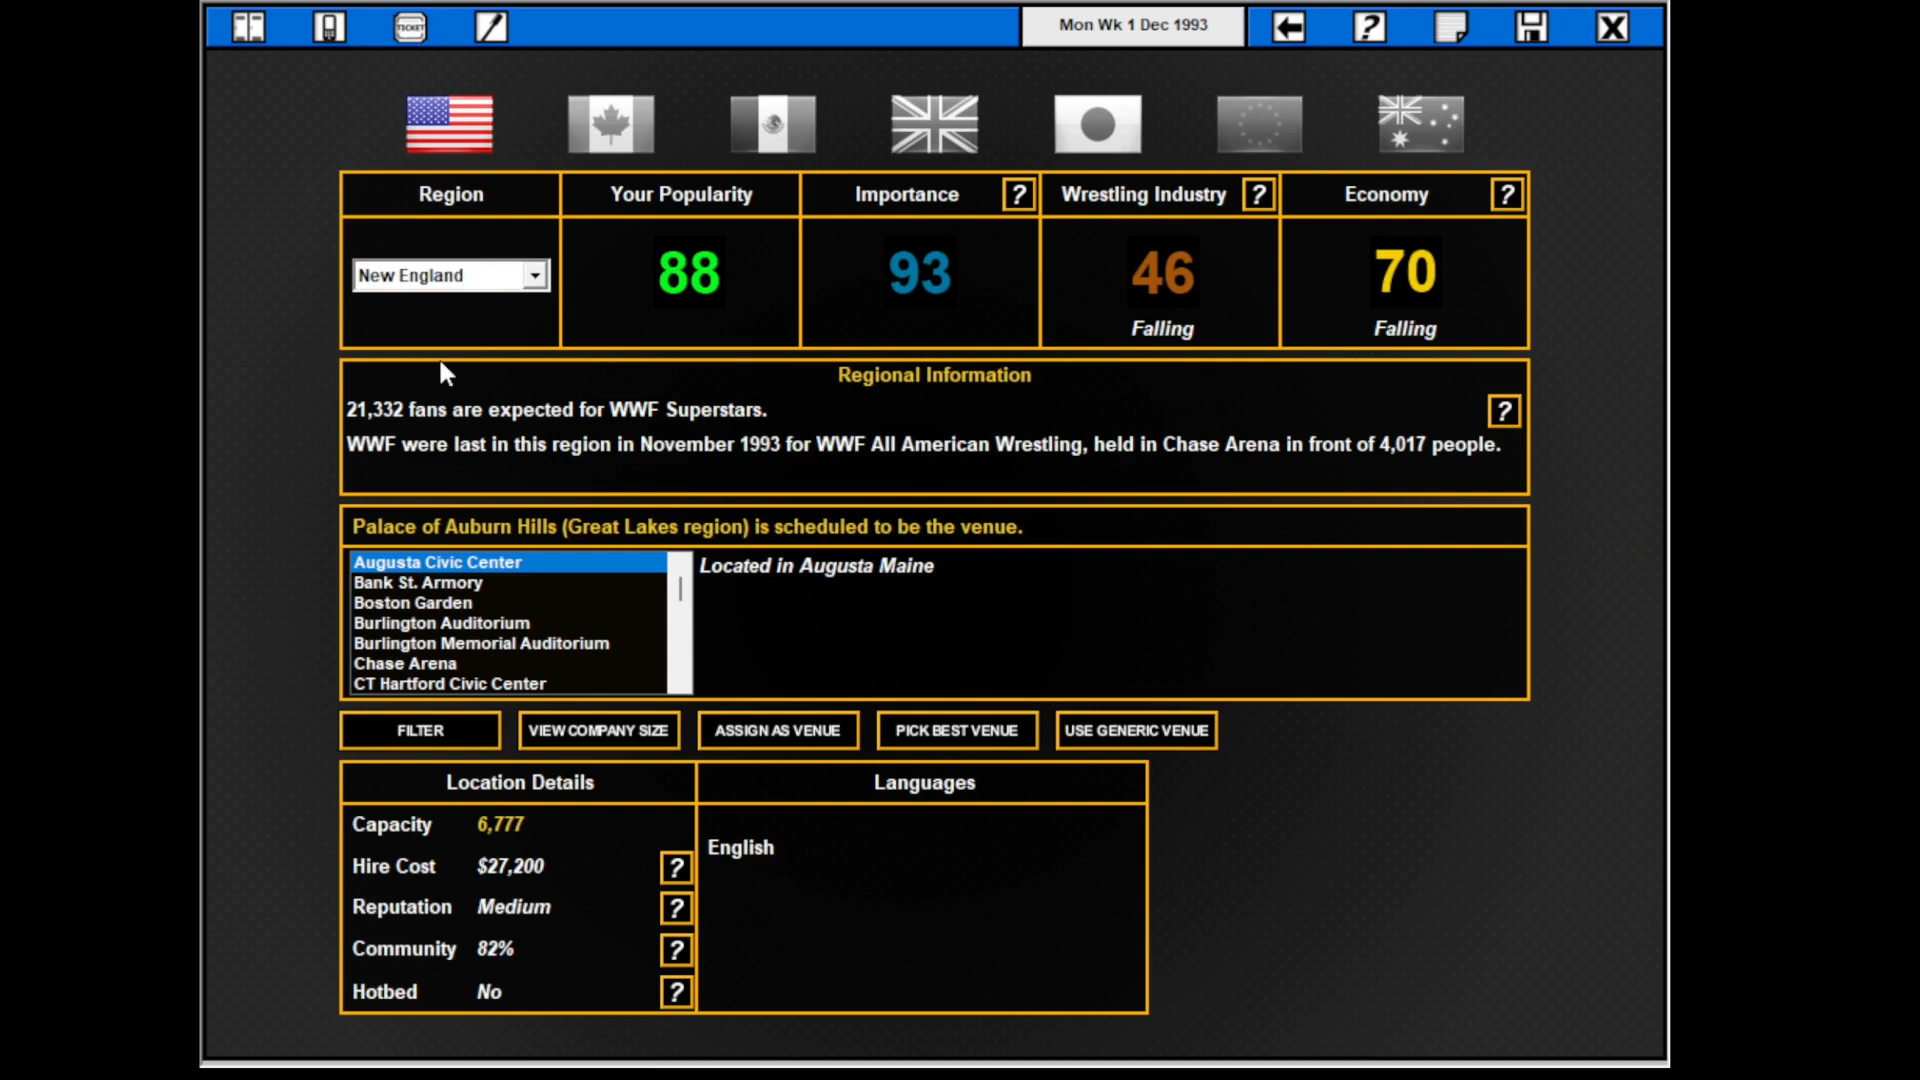 TICKET
Mon Wk 1 Dec 1993
?
Region
Your Popularity
Importance ?
Wrestling Industry ?
Economy ?
New England
88
93
46
Falling
70
Falling
Regional Information
21,332 fans are expected for WWF Superstars.
?
WWF were last in this region in November 1993 for WWF All American Wrestling, held in Chase Arena in front of 4,017 people.
Palace of Auburn Hills (Great Lakes region) is scheduled to be the venue.
Augusta Civic Center
Bank St. Armory
Boston Garden
Burlington Auditorium
Burlington Memorial Auditorium
Chase Arena
CT Hartford Civic Center
Located in Augusta Maine
FILTER
VIEW COMPANY SIZE
ASSIGN AS VENUE
PICK BEST VENUE
USE GENERIC VENUE
Location Details
Capacity 6,777
Hire Cost $27,200 ?
Reputation Medium ?
Community 82% ?
Hotbed No ?
Languages
English